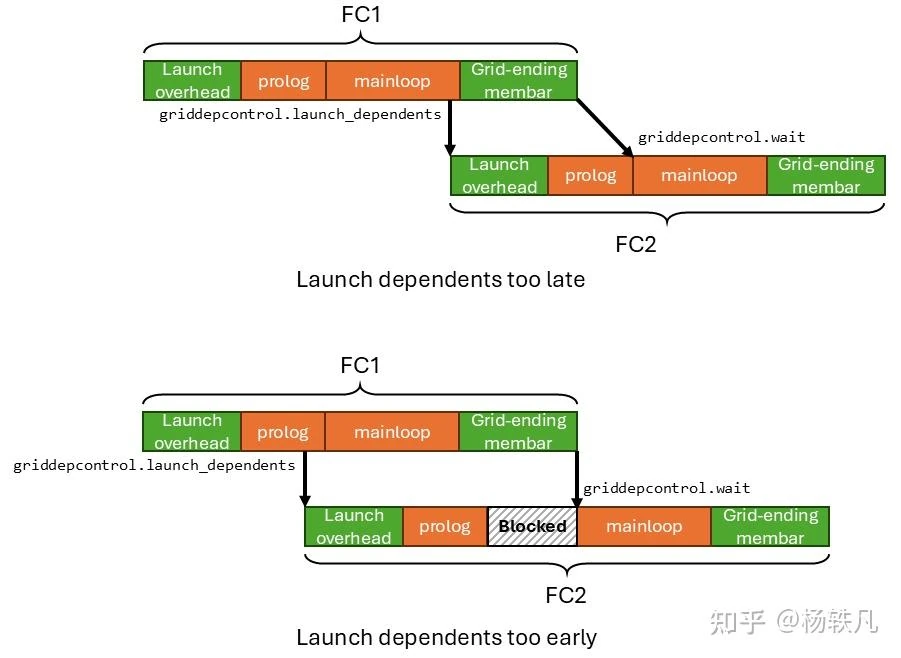 FC1
Launch
overhead
prolog
mainloop
Grid-ending
membar
griddepcontrol.launch_dependents
griddepcontrol.wait
Launch
overhead
prolog
mainloop
Grid-ending
membar
FC2
Launch dependents too late
FC1
Launch
overhead
prolog
mainloop
Grid-ending
membar
griddepcontrol.launch_dependents
griddepcontrol.wait
Launch
overhead
prolog
Blocked
mainloop
Grid-ending
membar
FC2
Launch dependents too early
知乎 @杨轶凡